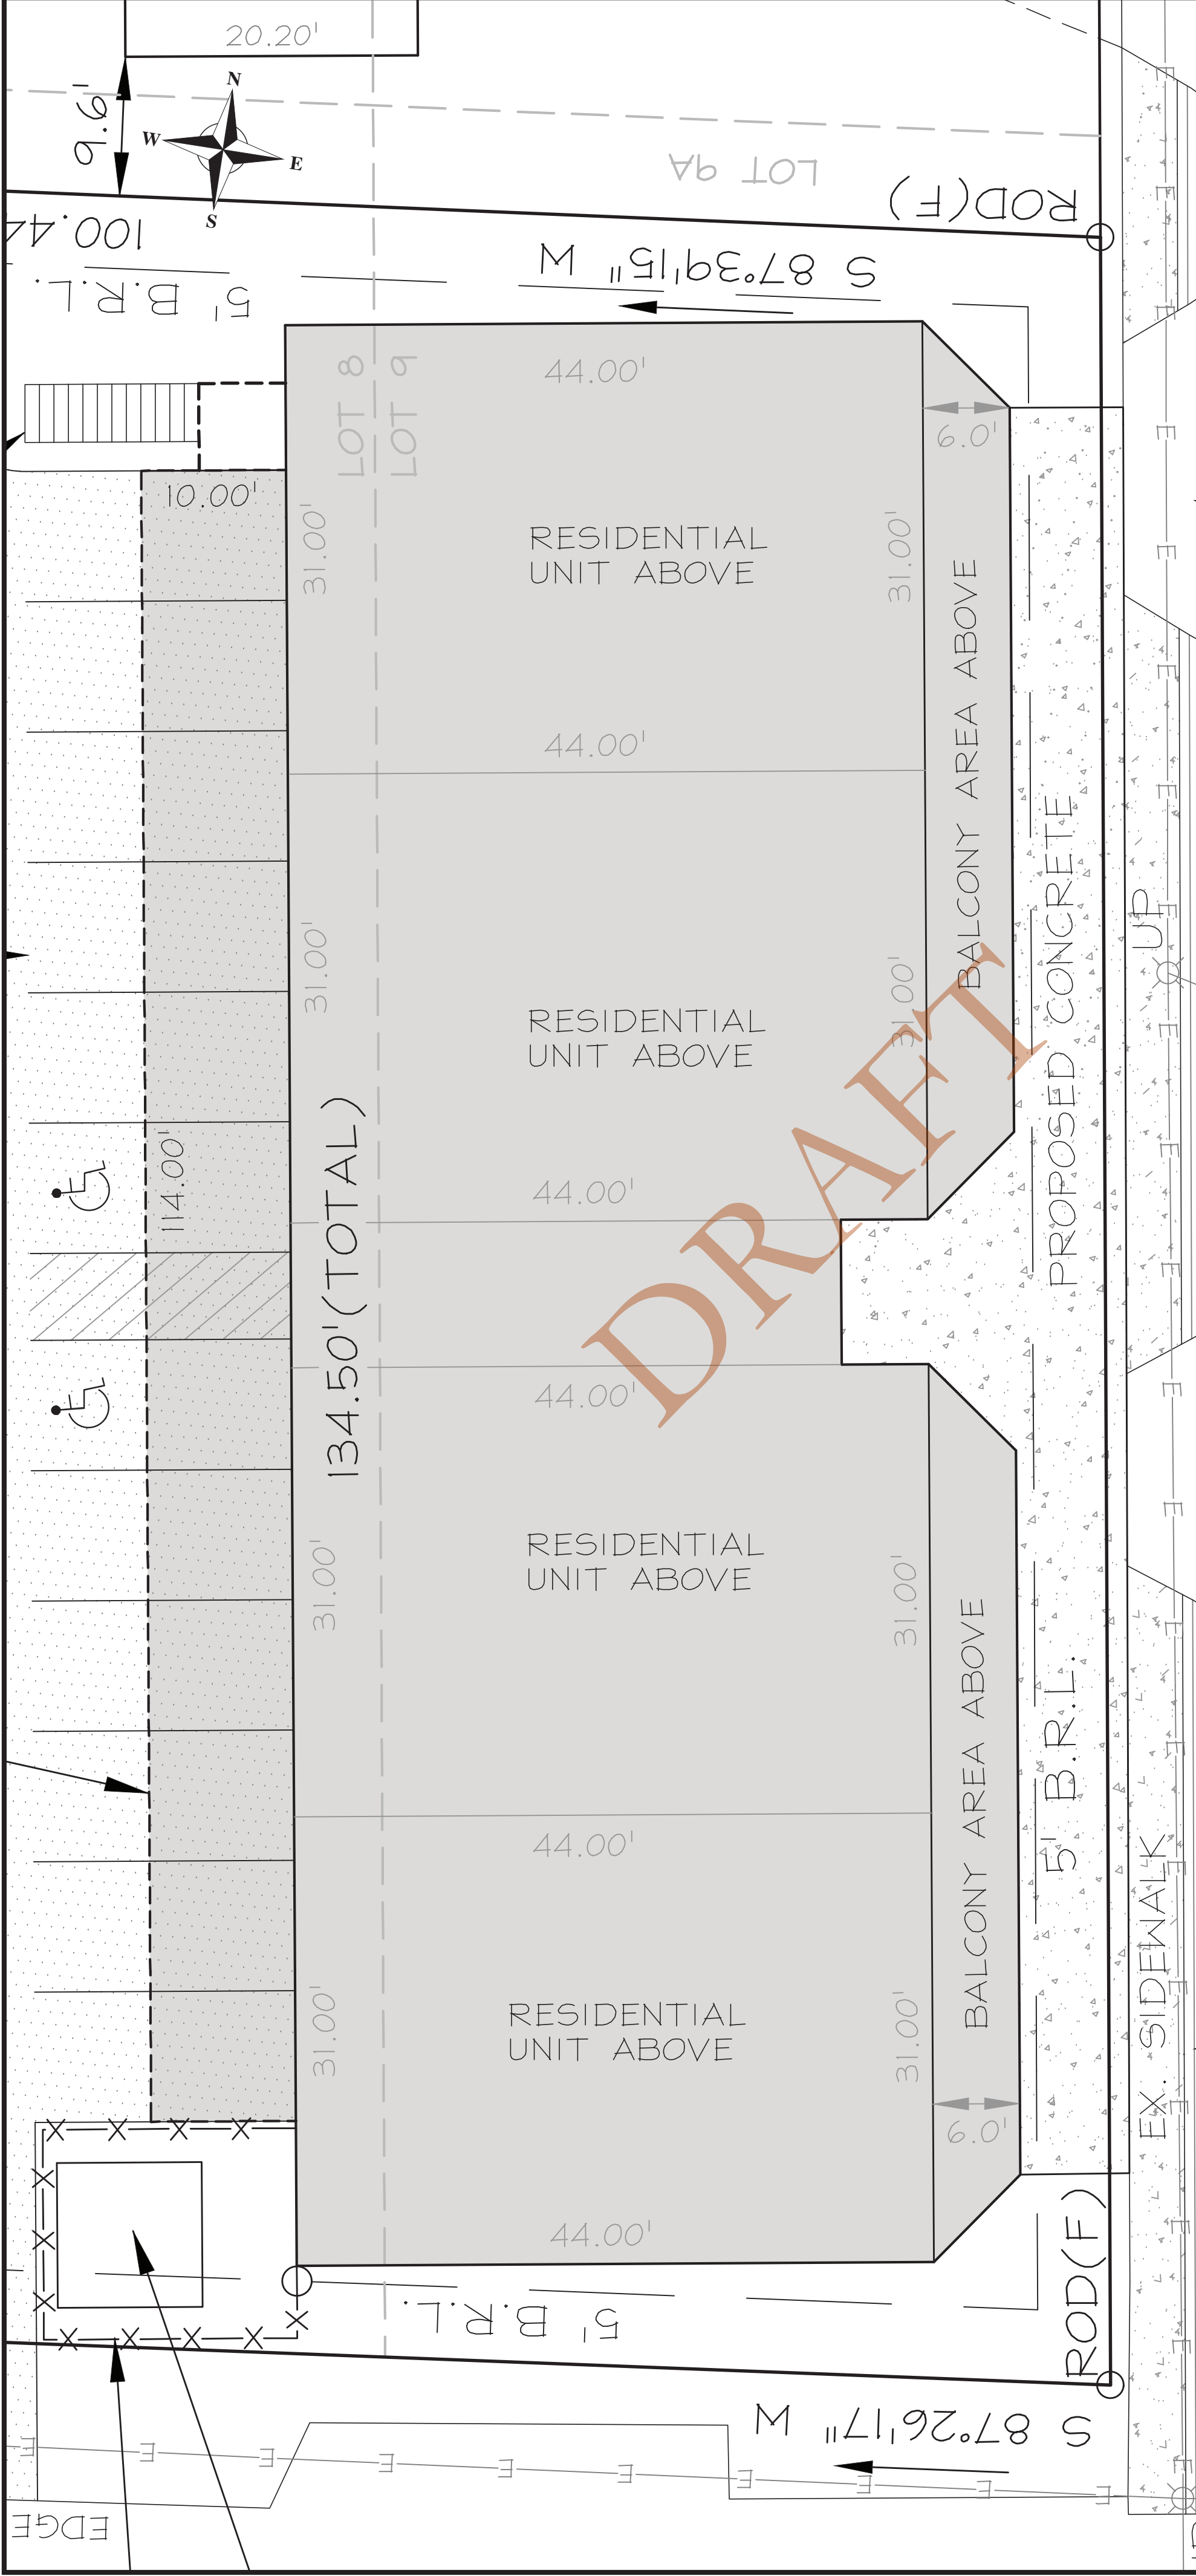 20.20'
9.6'
N
W
E
S
LOT 9A
ROD(F)
100.44
S 87°39'15" W
5' B.R.L.
44.00'
LOT 8
LOT 9
6.0'
10.00'
31.00'
31.00'
RESIDENTIAL
UNIT ABOVE
BALCONY AREA ABOVE
44.00'
PROPOSED CONCRETE
UP
31.00'
31.00'
RESIDENTIAL
UNIT ABOVE
DRAFT
114.00'
134.50'(TOTAL)
44.00'
44.00'
RESIDENTIAL
UNIT ABOVE
31.00'
31.00'
BALCONY AREA ABOVE
5' B.R.L.
44.00'
EX. SIDEWALK
31.00'
31.00'
RESIDENTIAL
UNIT ABOVE
6.0'
44.00'
5' B.R.L.
ROD(F)
S 87°26'17" W
E E E E E E E E E E
EDGE